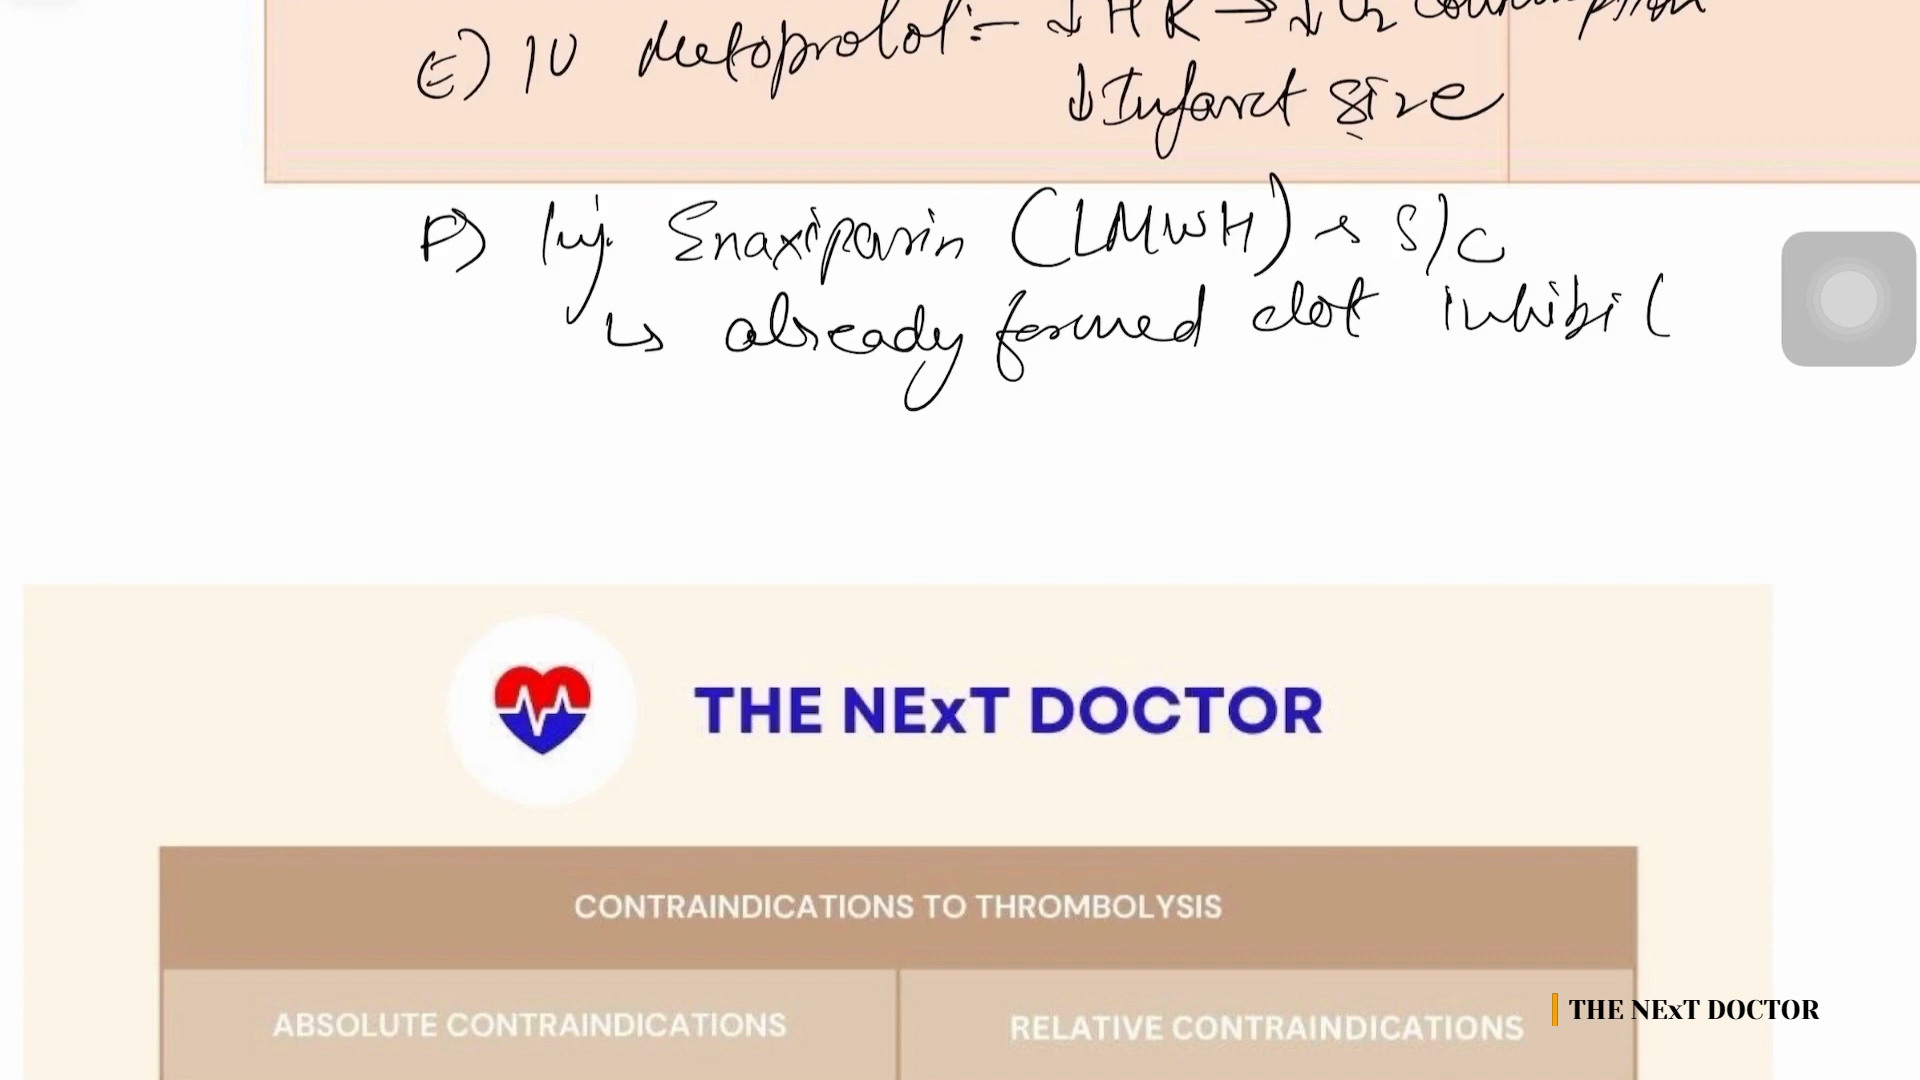 E) IV Metoprolol:- ↓HR → ↓O2 consumption
↓Infarct size
F) Inj. Enaxiparin (LMWH) → S/C
↳ already formed clot inhibit
THE NExT DOCTOR
CONTRAINDICATIONS TO THROMBOLYSIS
ABSOLUTE CONTRAINDICATIONS
RELATIVE CONTRAINDICATIONS
THE NExT DOCTOR